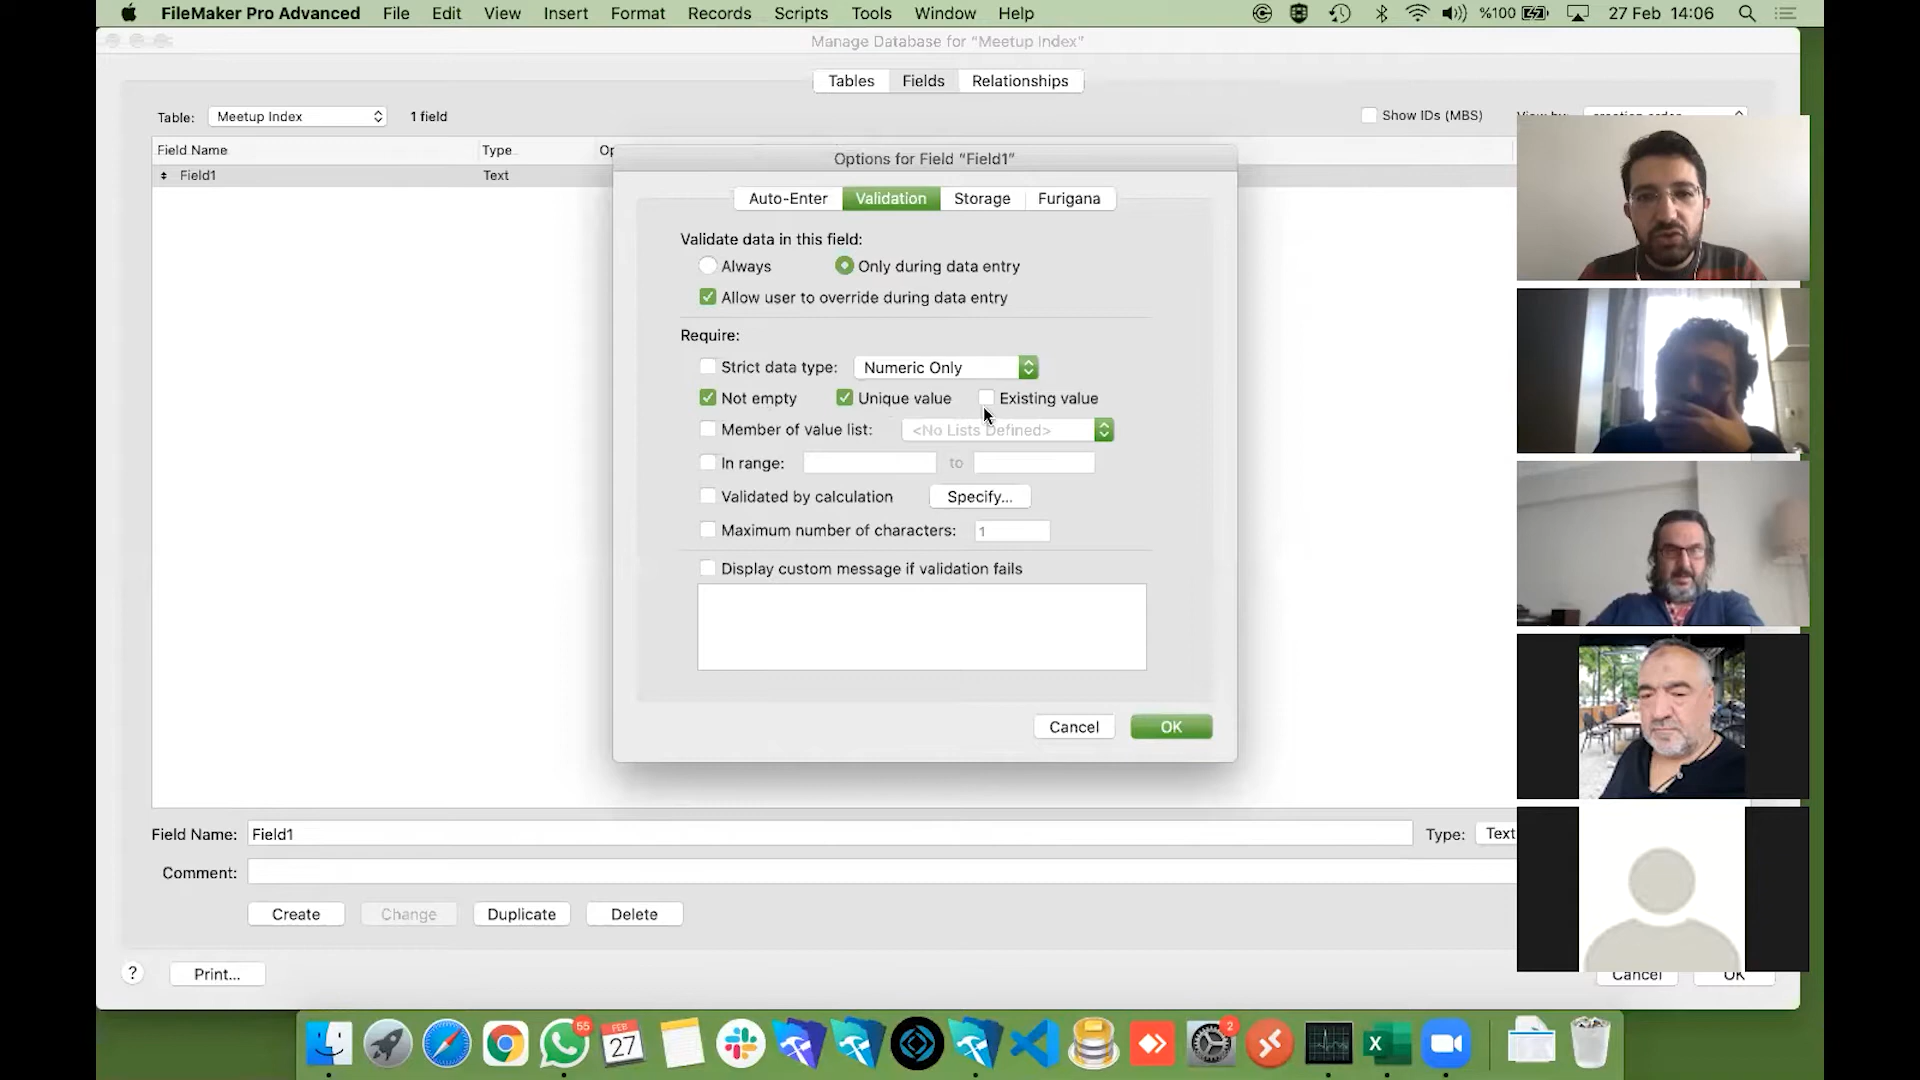 FileMaker Pro Advanced File Edit View Insert Format Records Scripts Tools Window Help %100 27 Feb 14:06
Manage Database for "Meetup Index"
Tables Fields Relationships
Table: Meetup Index 1 field Show IDs (MBS)
Field Name Type Op
Field1 Text
Options for Field "Field1"
Auto-Enter Validation Storage Furigana
Validate data in this field:
Always Only during data entry
Allow user to override during data entry
Require:
Strict data type: Numeric Only
Not empty Unique value Existing value
Member of value list: <No Lists Defined>
In range: to
Validated by calculation Specify...
Maximum number of characters: 1
Display custom message if validation fails
Cancel OK
Field Name: Field1 Type: Text
Comment:
Create Change Duplicate Delete
? Print... Cancel OK
55 FEB 27 2 X